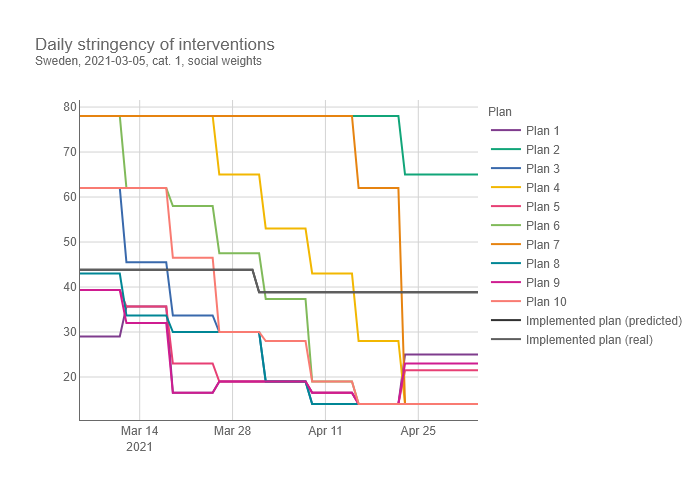 Daily stringency of interventions
Sweden, 2021-03-05, cat. 1, social weights
80
70
60
50
40
30
20
Mar 14
2021
Mar 28
Apr 11
Apr 25
Plan
Plan 1
Plan 2
Plan 3
Plan 4
Plan 5
Plan 6
Plan 7
Plan 8
Plan 9
Plan 10
Implemented plan (predicted)
Implemented plan (real)